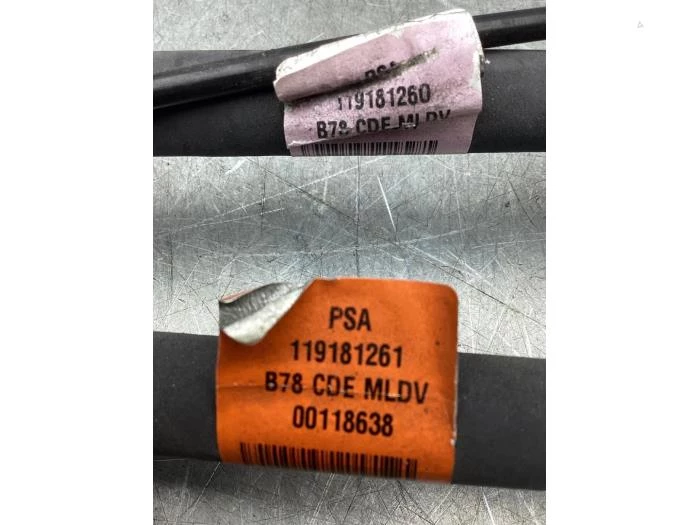 PSA
119181260
B78 CDE MLDV
PSA
119181261
B78 CDE MLDV
00118638